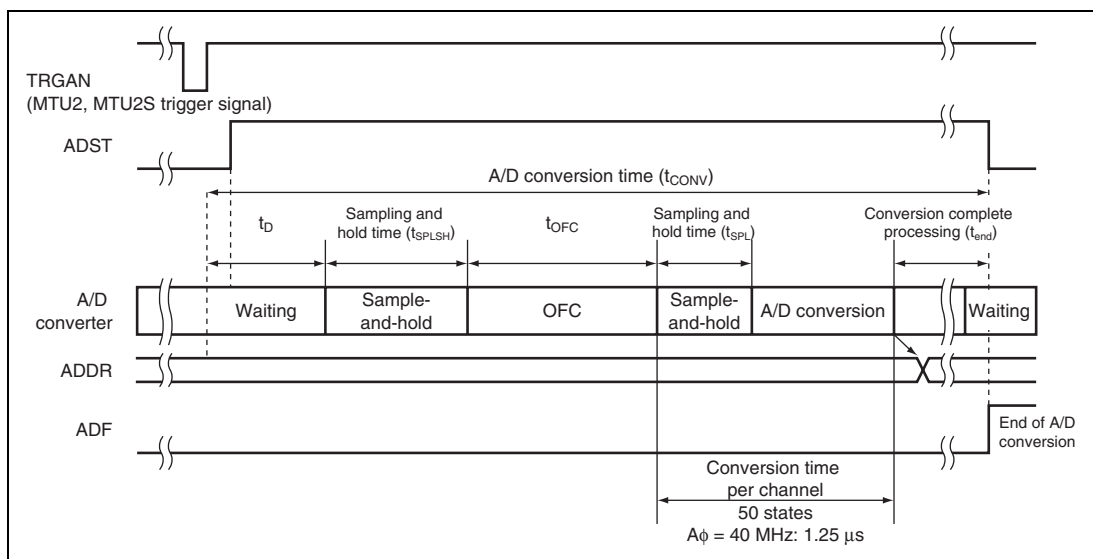 TRGAN
(MTU2, MTU2S trigger signal)
ADST
A/D conversion time (tCONV)
tD
Sampling and
hold time (tSPLSH)
tOFC
Sampling and
hold time (tSPL)
Conversion complete
processing (tend)
A/D
converter
Waiting
Sample-
and-hold
OFC
Sample-
and-hold
A/D conversion
Waiting
ADDR
ADF
End of A/D
conversion
Conversion time
per channel
50 states
Aφ = 40 MHz: 1.25 μs